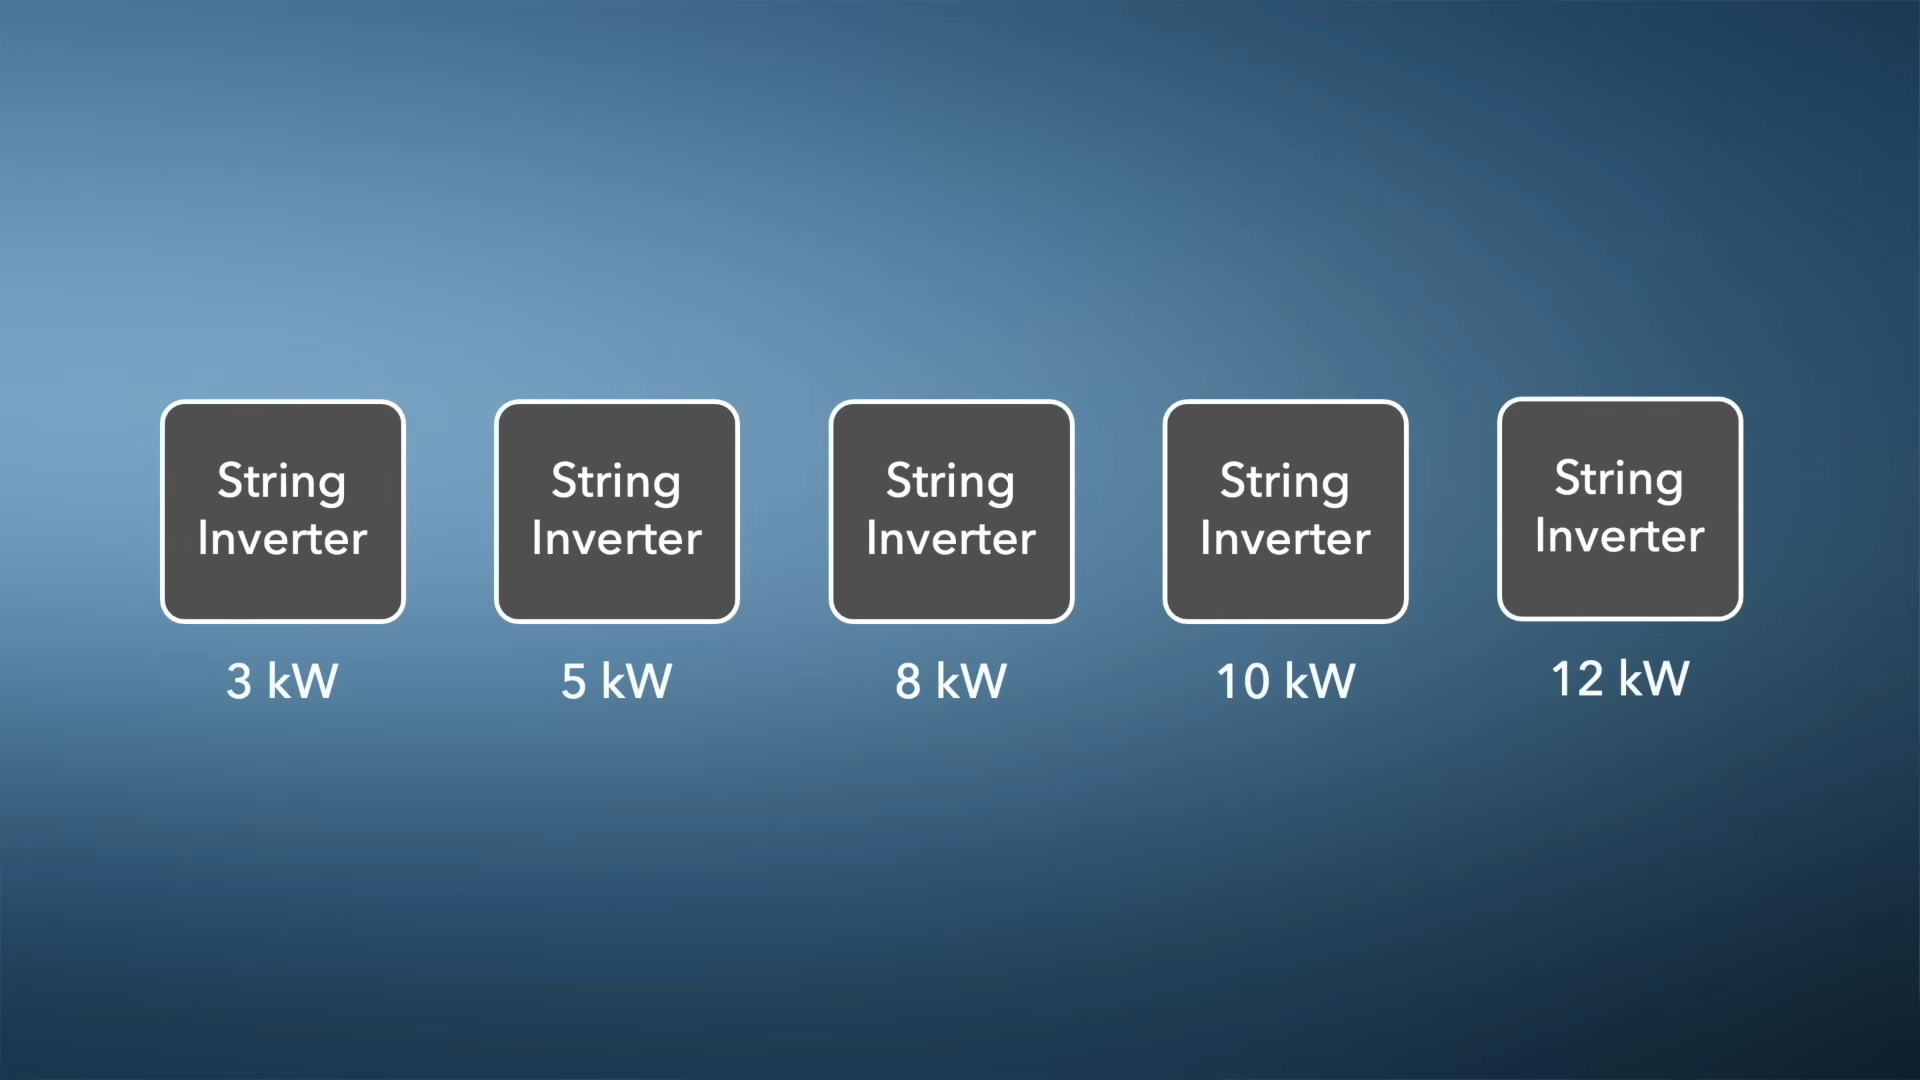 String
Inverter
3 kW
String
Inverter
5 kW
String
Inverter
8 kW
String
Inverter
10 kW
String
Inverter
12 kW